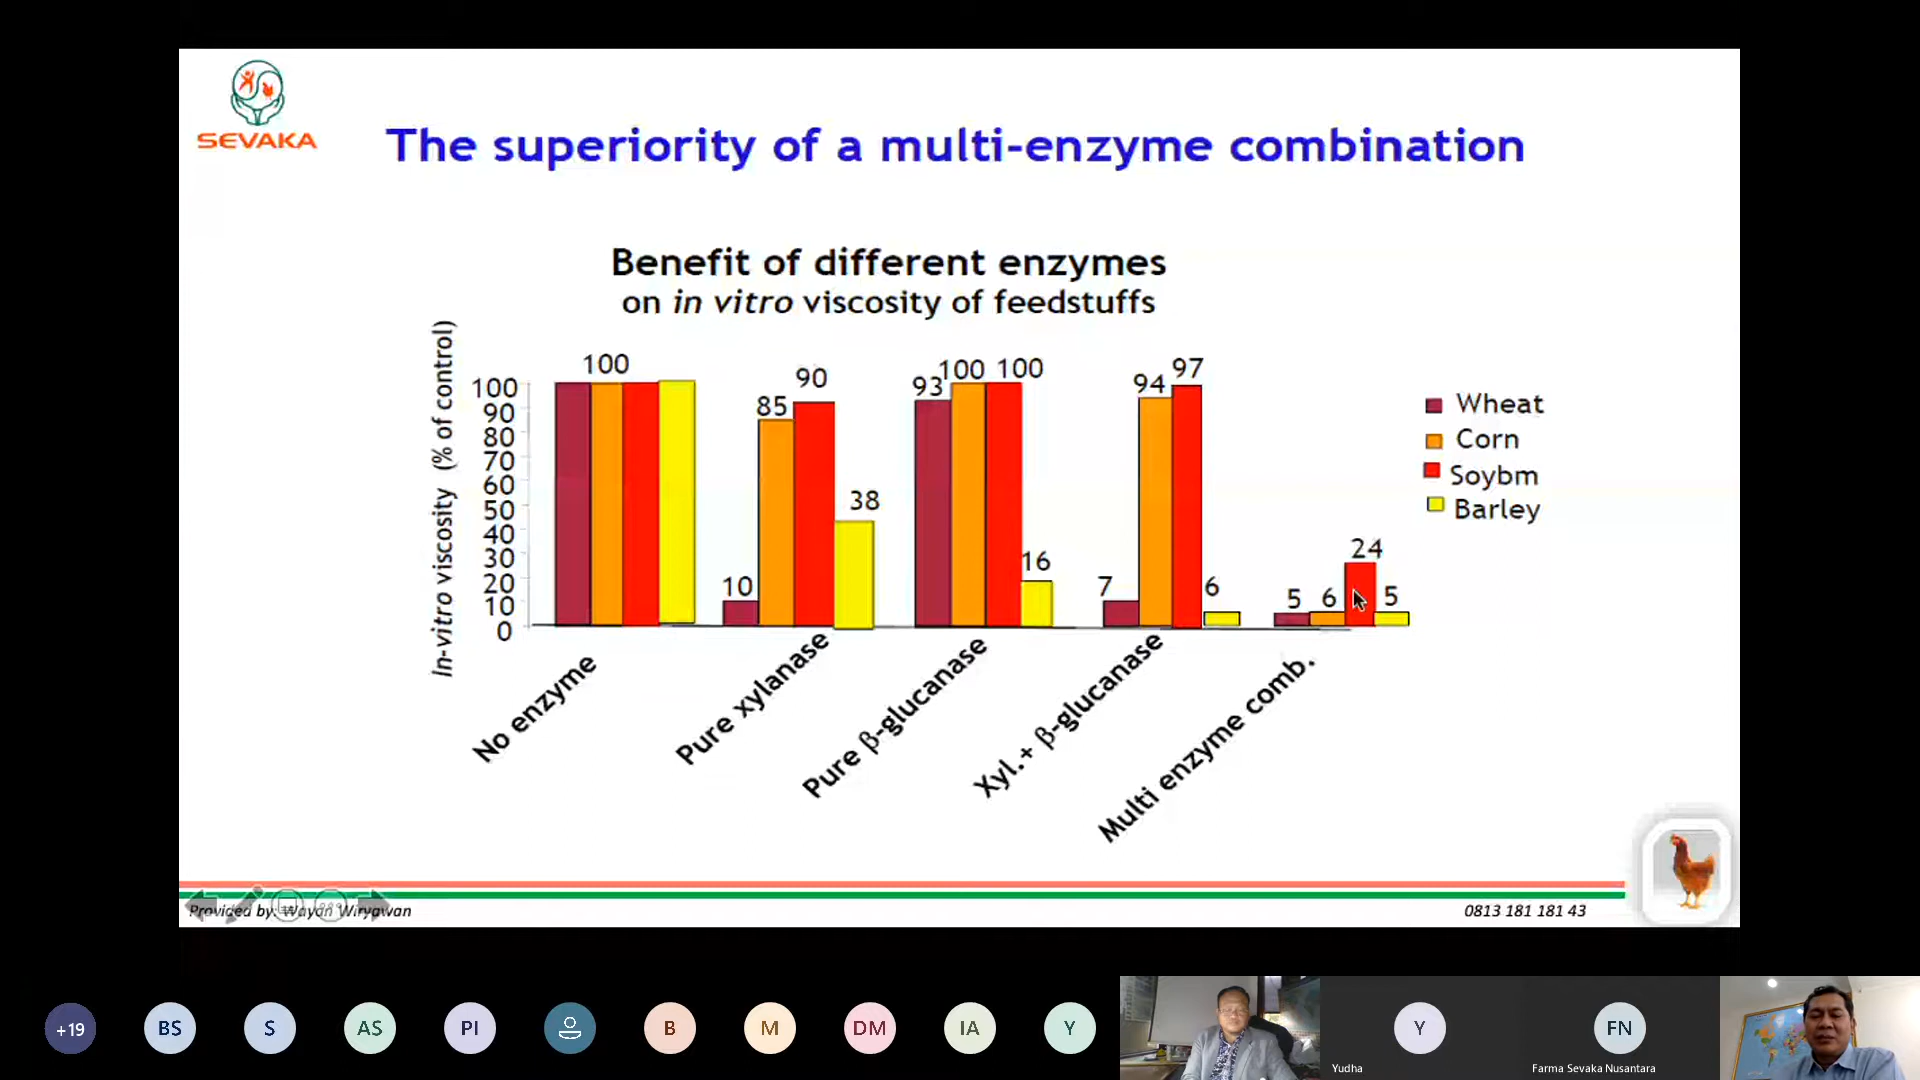 SEVAKA
The superiority of a multi-enzyme combination
Benefit of different enzymes
on in vitro viscosity of feedstuffs
In-vitro viscosity (% of control)
100
90
80
70
60
50
40
30
20
10
0
100
10
85
90
38
93
100
100
16
7
94
97
6
5
6
24
5
No enzyme
Pure xylanase
Pure β-glucanase
Xyl.+ β-glucanase
Multi enzyme comb.
Wheat
Corn
Soybm
Barley
Provided by: Wayan Wiryawan
0813 181 181 43
+19
BS
S
AS
PI
B
M
DM
IA
Y
Y
FN
Yudha
Farma Sevaka Nusantara